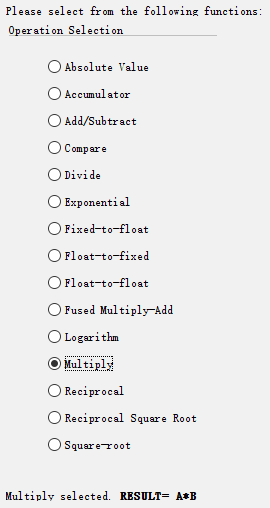 Please select from the following functions:
Operation Selection
Absolute Value
Accumulator
Add/Subtract
Compare
Divide
Exponential
Fixed-to-float
Float-to-fixed
Float-to-float
Fused Multiply-Add
Logarithm
Multiply
Reciprocal
Reciprocal Square Root
Square-root
Multiply selected. RESULT= A*B